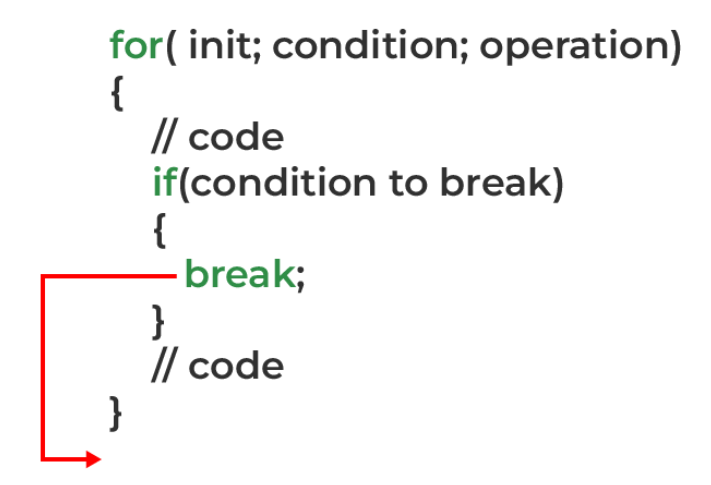 for( init; condition; operation)
{
// code
if(condition to break)
{
break;
}
// code
}